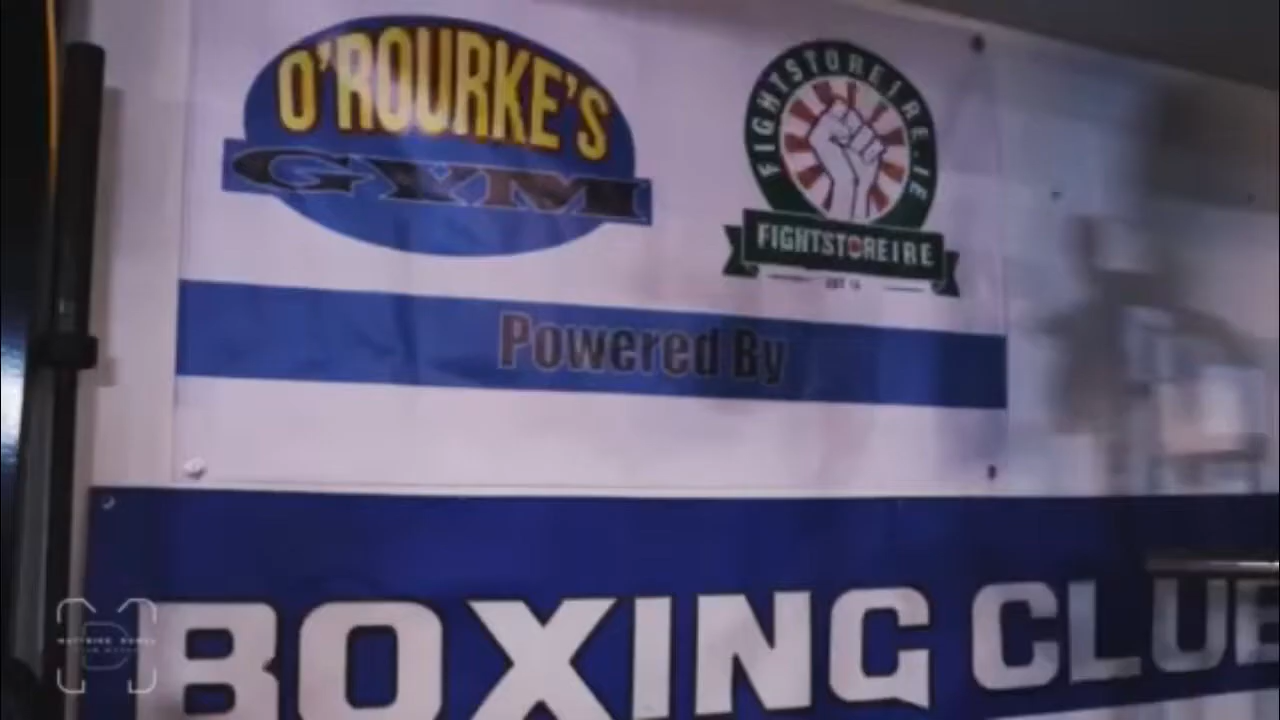 O'ROURKE'S
GYM
FIGHTSTOREIRE.IE
FIGHTSTOREIRE
Powered By
BOXING CLUB